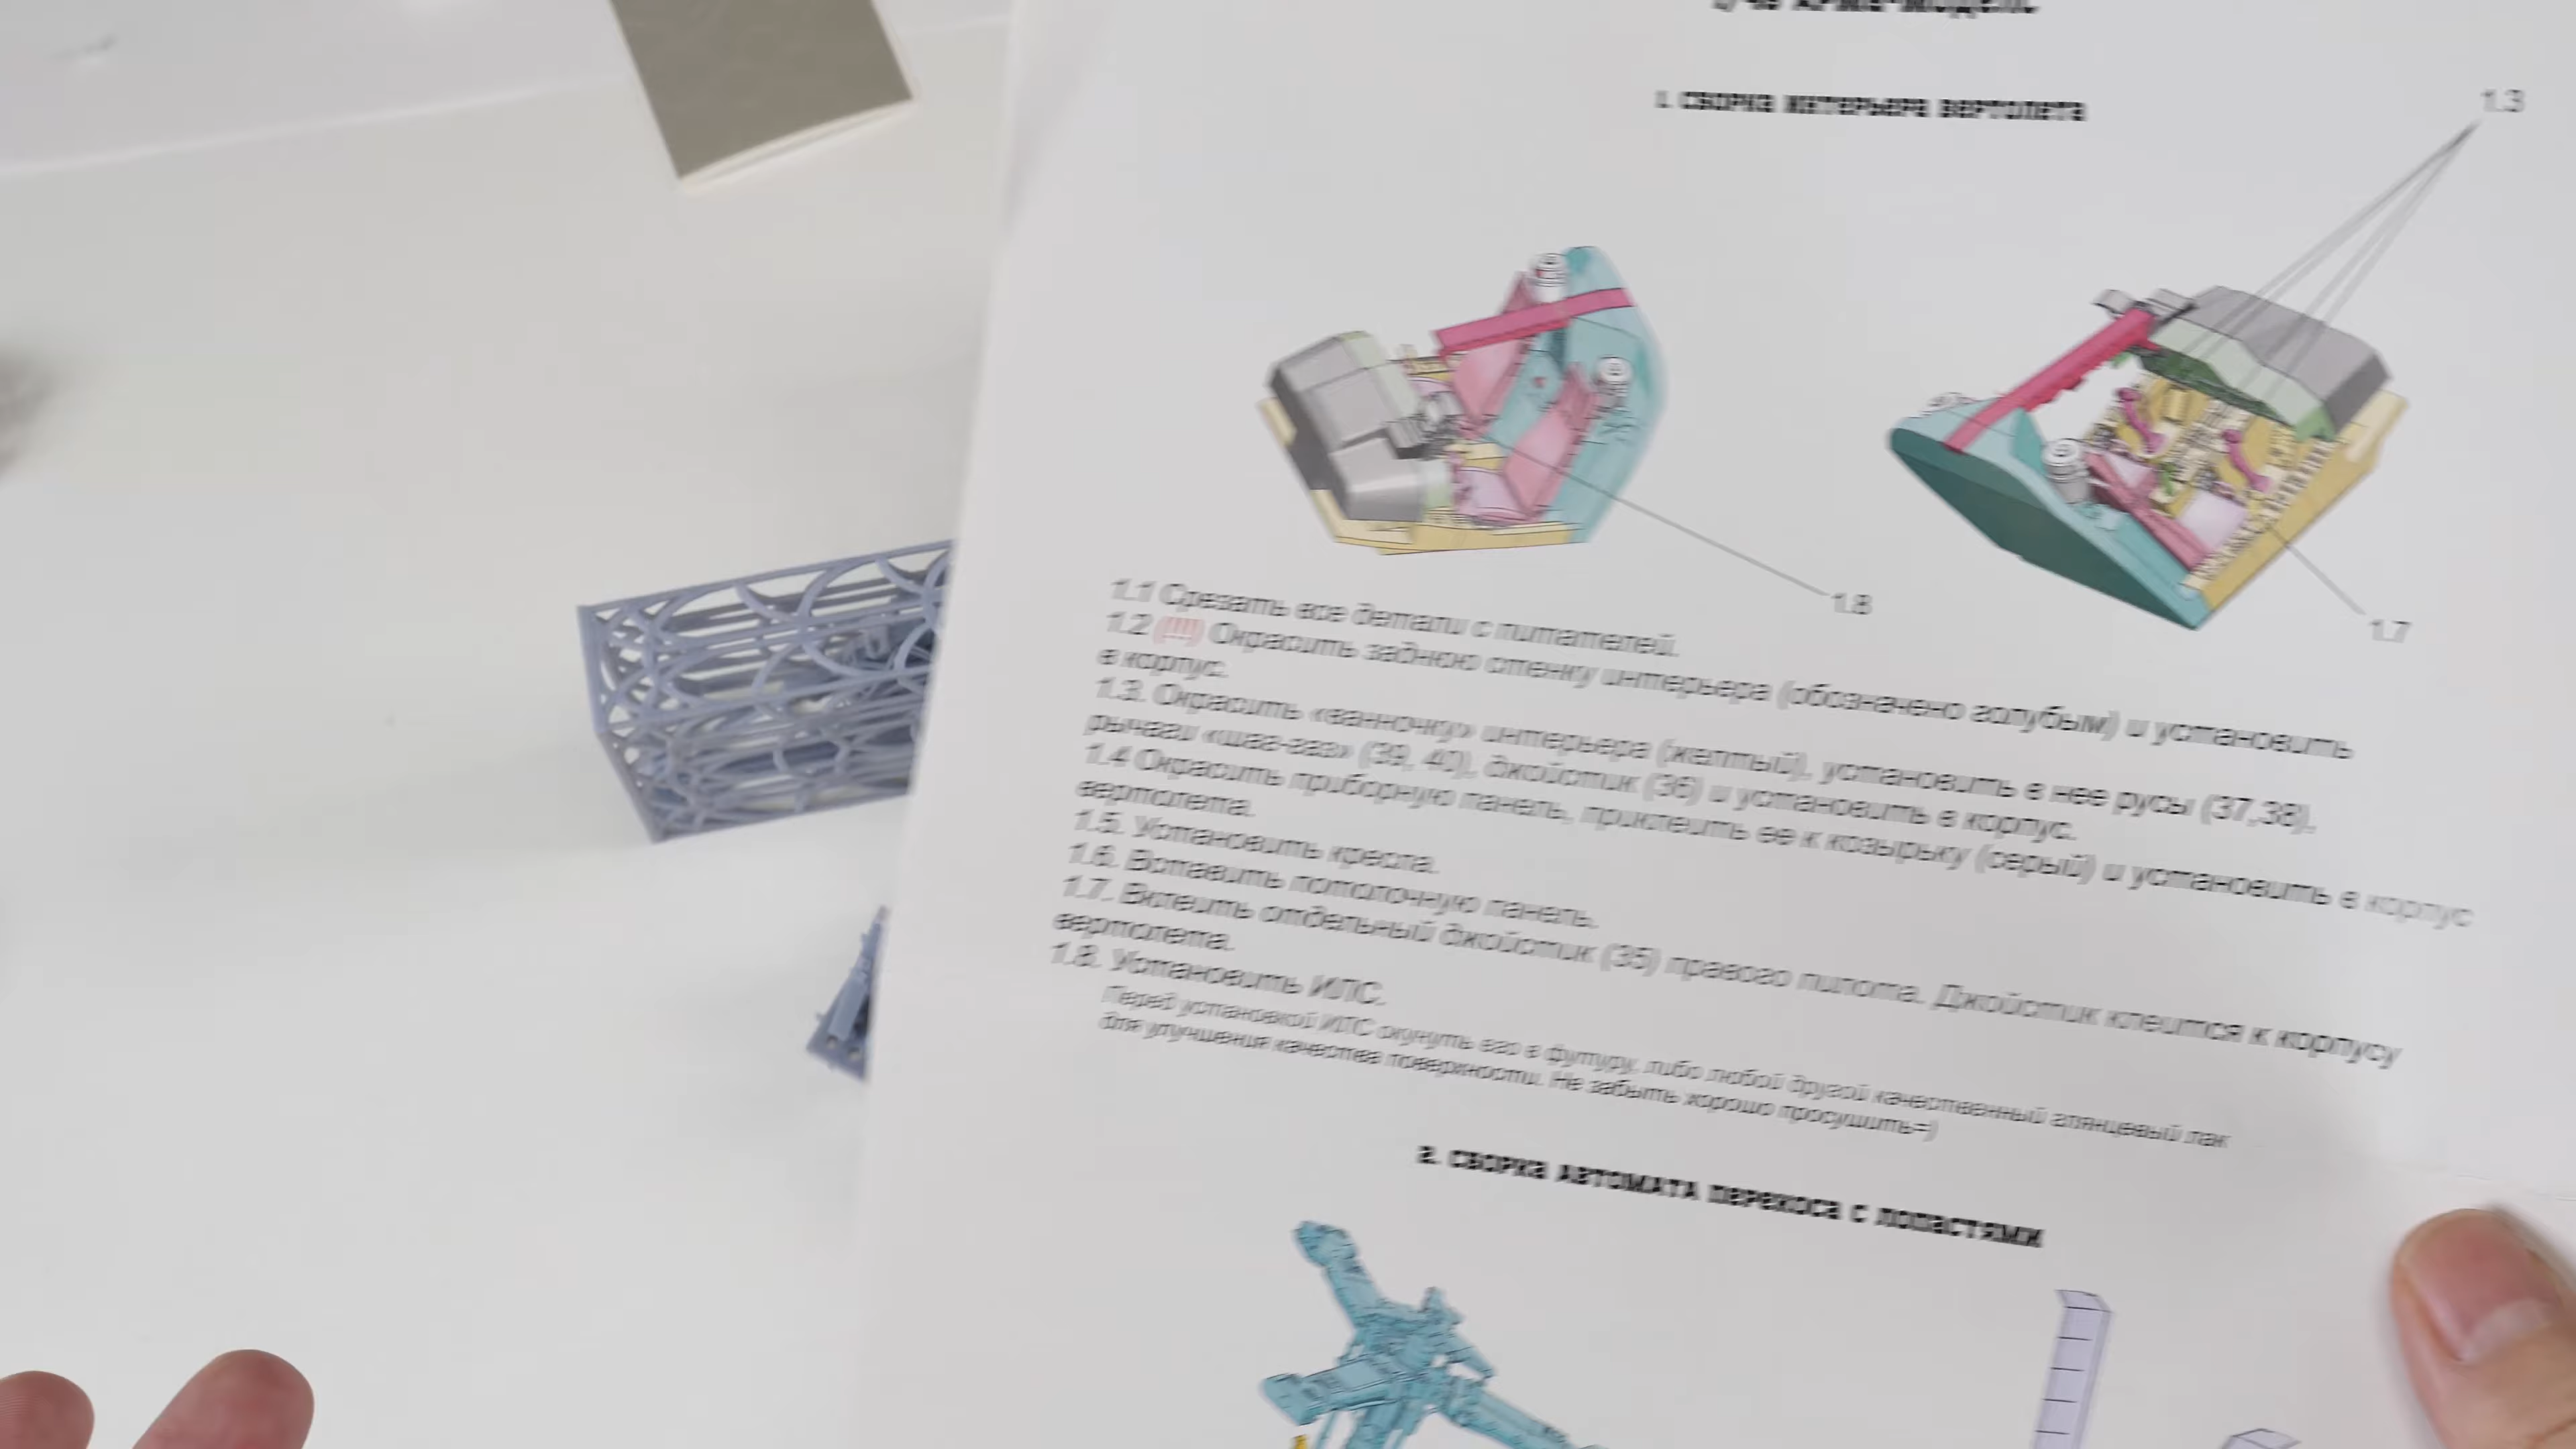 1/48 АРМА-МОДЕЛС
1. СБОРКА ИНТЕРЬЕРА ВЕРТОЛЕТА
1.3
1.8
1.7
1.1 Срезать все детали с питателей.
1.2 (!!!) Окрасить заднюю стенку интерьера (обозначено голубым) и установить
в корпус.
1.3. Окрасить «ванночку» интерьера (желтый), установить в нее русы (37,38),
рычаги «шаг-газ» (39, 40), джойстик (36) и установить в корпус.
1.4 Окрасить приборную панель, приклеить ее к козырьку (серый) и установить в корпус
вертолета.
1.5. Установить кресла.
1.6. Вставить потолочную панель.
1.7. Вклеить отдельный джойстик (35) правого пилота. Джойстик клеится к корпусу
вертолета.
1.8. Установить ИЛС.
Перед установкой ИЛС окунуть его в футуру, либо любой другой качественный глянцевый лак
для улучшения качества поверхности. Не забыть хорошо просушить=)
2. СБОРКА АВТОМАТА ПЕРЕКОСА С ЛОПАСТЯМИ